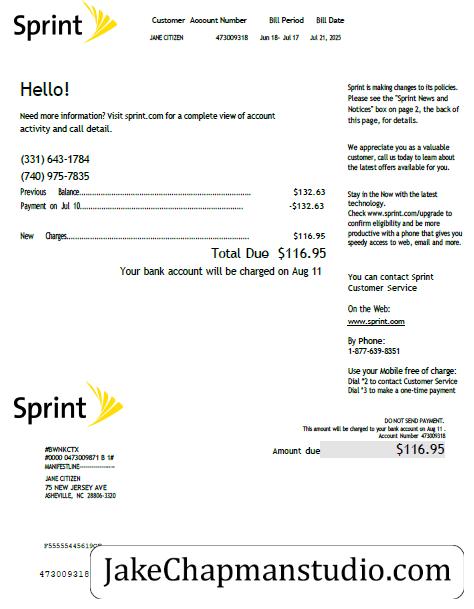 Sprint
Customer Account Number Bill Period Bill Date
JANE CITIZEN 473009318 Jun 18- Jul 17 Jul 21, 2025
Hello!
Need more information? Visit sprint.com for a complete view of account
activity and call detail.
(331) 643-1784
(740) 975-7835
Previous Balance................................................................................ $132.63
Payment on Jul 10............................................................................ -$132.63
New Charges..................................................................................... $116.95
Total Due $116.95
Your bank account will be charged on Aug 11
Sprint is making changes to its policies.
Please see the "Sprint News and
Notices" box on page 2, the back of
this page, for details.
We appreciate you as a valuable
customer, call us today to learn about
the latest offers available for you.
Stay in the Now with the latest
technology.
Check www.sprint.com/upgrade to
confirm eligibility and be more
productive with a phone that gives you
speedy access to web, email and more.
You can contact Sprint
Customer Service
On the Web:
www.sprint.com
By Phone:
1-877-639-8351
Use your Mobile free of charge:
Dial *2 to contact Customer Service
Dial *3 to make a one-time payment
Sprint
DO NOT SEND PAYMENT.
This amount will be charged to your bank account on Aug 11 .
Account Number 473009318
Amount due $116.95
#BWNKCTX
#0000 0473009871 B 1#
MANIFESTLINE------------------
JANE CITIZEN
75 NEW JERSEY AVE
ASHEVILLE, NC 28806-3320
473009318
JakeChapmanstudio.com